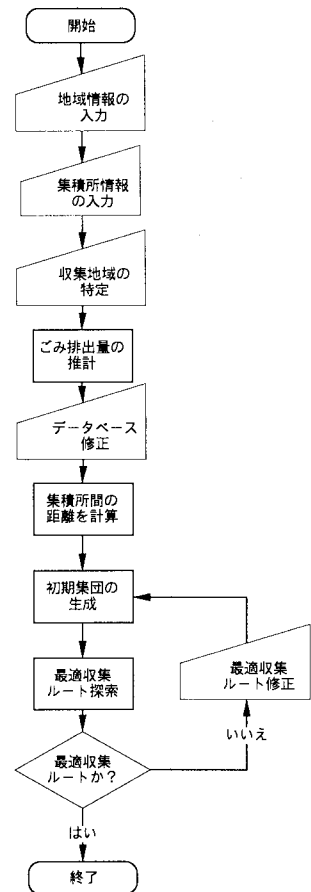 開始
地域情報の
入力
集積所情報
の入力
収集地域の
特定
ごみ排出量の
推計
データベース
修正
集積所間の
距離を計算
初期集団の
生成
最適収集
ルート探索
最適収集
ルート修正
いいえ
最適収集
ルートか？
はい
終了